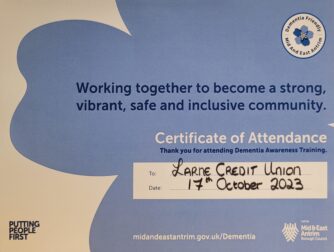 Dementia Friendly
Mid And East Antrim
Working together to become a strong,
vibrant, safe and inclusive community.
Certificate of Attendance
Thank you for attending Dementia Awareness Training.
To: LARNE CREDIT UNION
Date: 17th October 2023
PUTTING
PEOPLE
FIRST
midandeastantrim.gov.uk/Dementia
Mid & East
Antrim
Borough Council